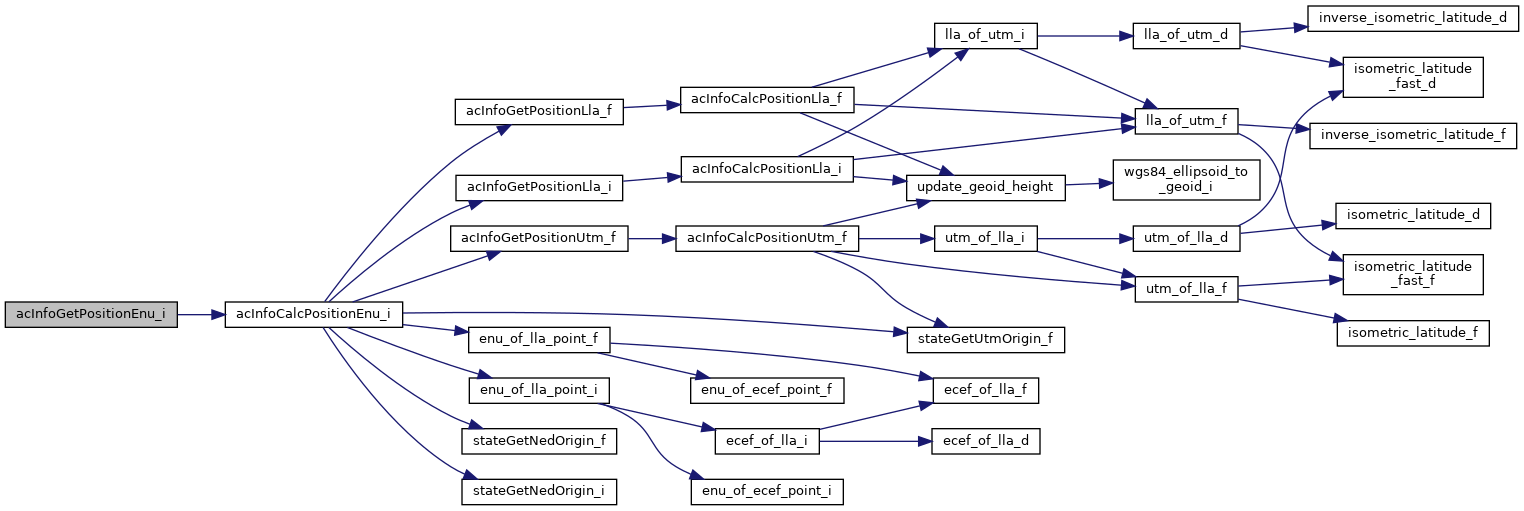 acInfoGetPositionEnu_i
acInfoCalcPositionEnu_i
acInfoGetPositionLla_f
acInfoGetPositionLla_i
acInfoGetPositionUtm_f
enu_of_lla_point_f
enu_of_lla_point_i
stateGetNedOrigin_f
stateGetNedOrigin_i
acInfoCalcPositionLla_f
acInfoCalcPositionLla_i
acInfoCalcPositionUtm_f
enu_of_ecef_point_f
ecef_of_lla_i
enu_of_ecef_point_i
lla_of_utm_i
update_geoid_height
utm_of_lla_i
stateGetUtmOrigin_f
ecef_of_lla_f
ecef_of_lla_d
lla_of_utm_d
lla_of_utm_f
wgs84_ellipsoid_to
_geoid_i
utm_of_lla_d
utm_of_lla_f
inverse_isometric_latitude_d
isometric_latitude
_fast_d
inverse_isometric_latitude_f
isometric_latitude_d
isometric_latitude
_fast_f
isometric_latitude_f